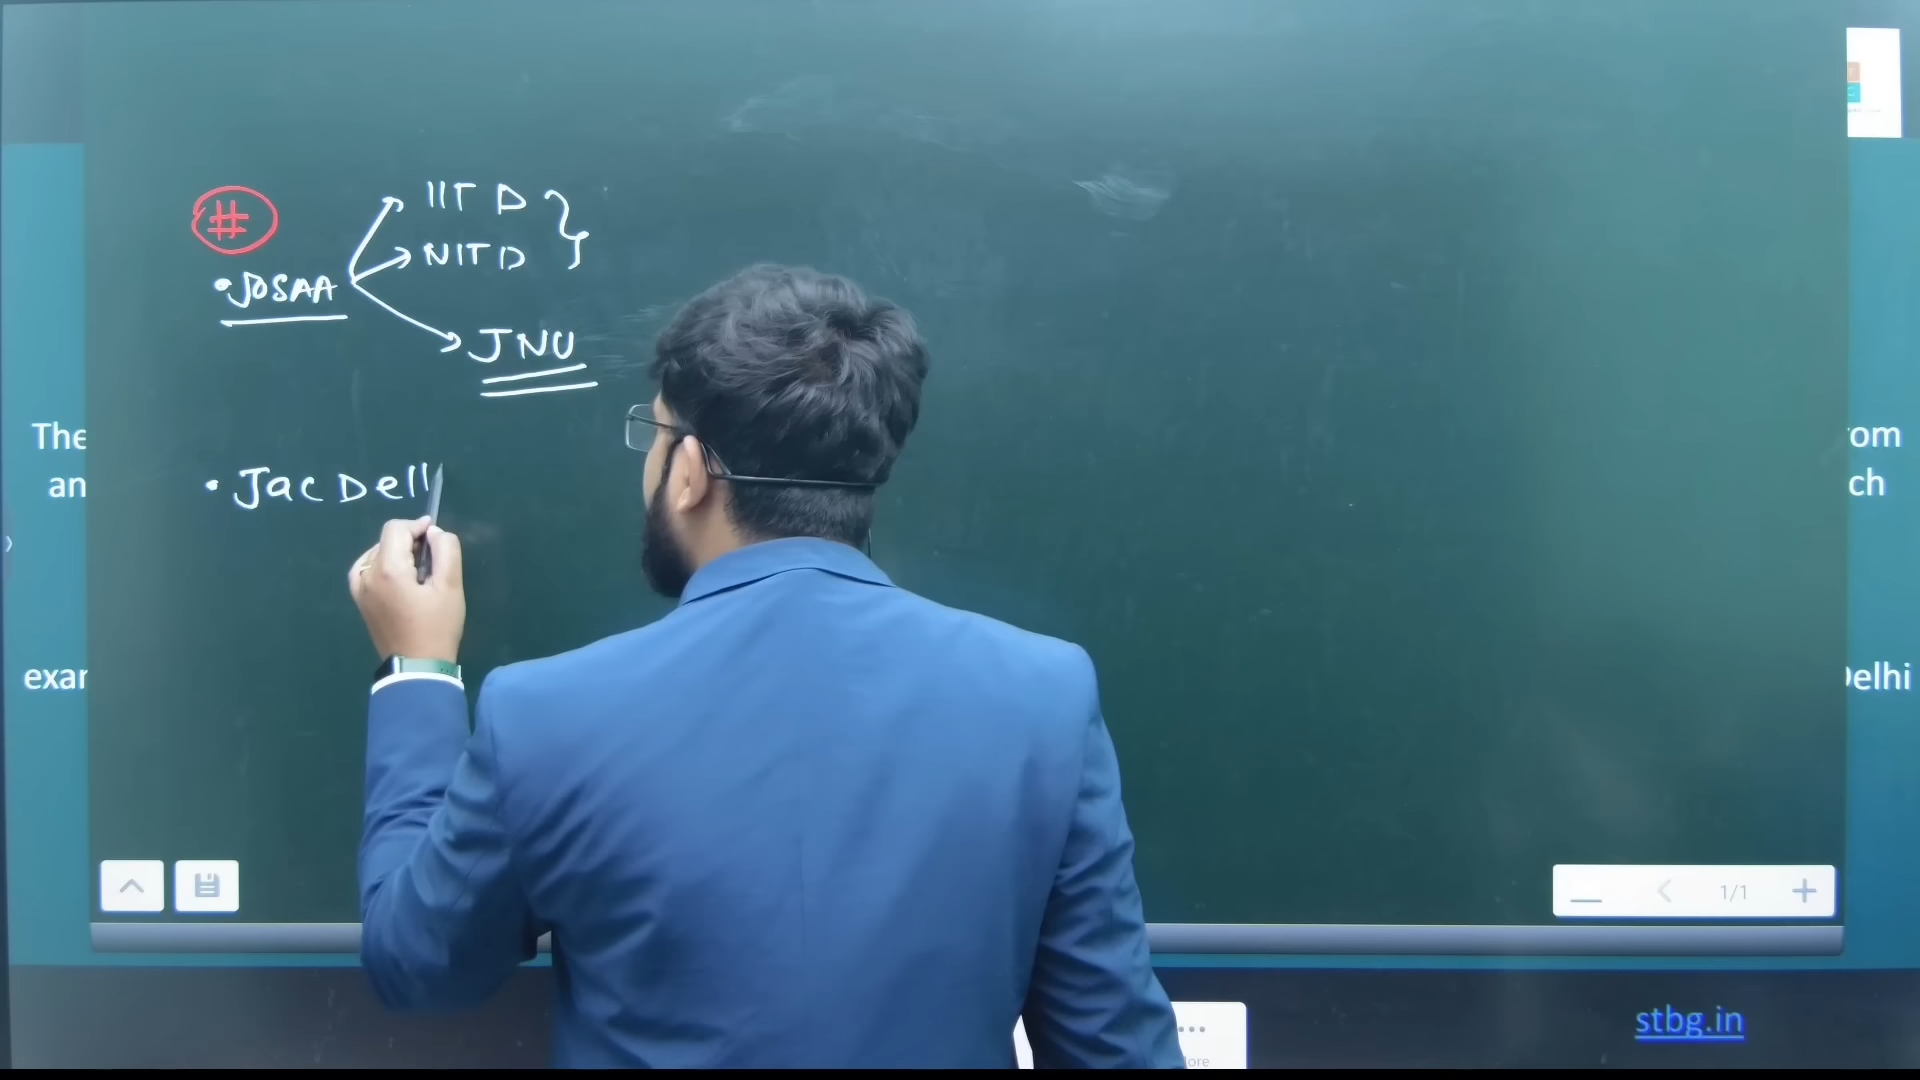 #
IIT D
NIT D
• JOSAA
JNU
• Jac Dell
The
an
exar
om
ch
elhi
1/1
stbg.in